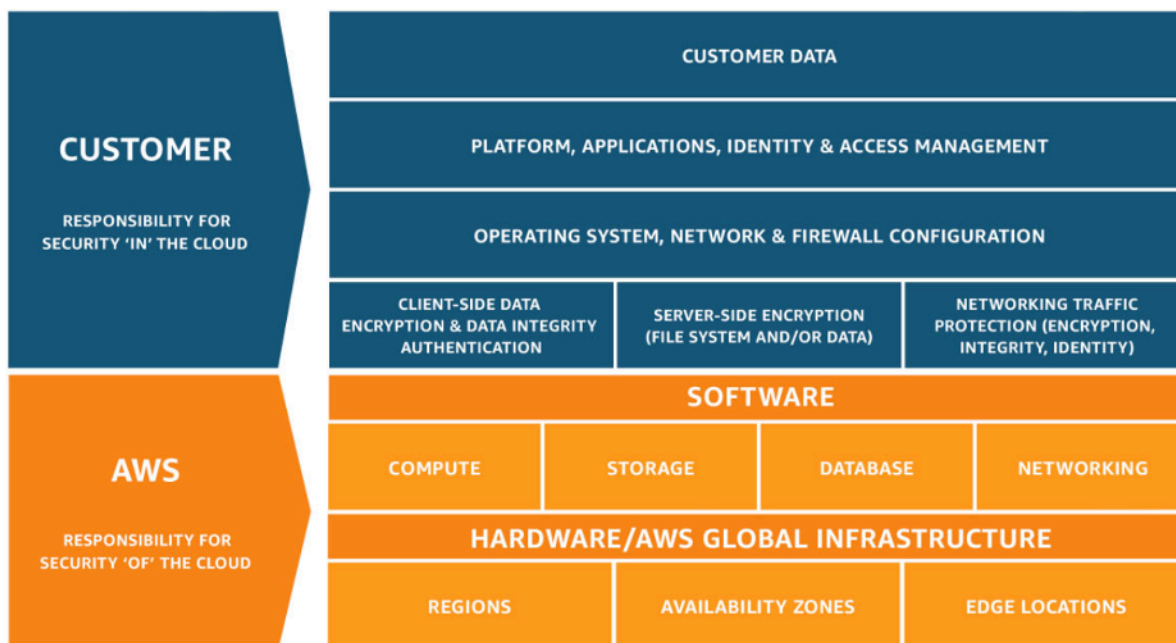 CUSTOMER
RESPONSIBILITY FOR
SECURITY ‘IN’ THE CLOUD
CUSTOMER DATA
PLATFORM, APPLICATIONS, IDENTITY & ACCESS MANAGEMENT
OPERATING SYSTEM, NETWORK & FIREWALL CONFIGURATION
CLIENT-SIDE DATA
ENCRYPTION & DATA INTEGRITY
AUTHENTICATION
SERVER-SIDE ENCRYPTION
(FILE SYSTEM AND/OR DATA)
NETWORKING TRAFFIC
PROTECTION (ENCRYPTION,
INTEGRITY, IDENTITY)
AWS
RESPONSIBILITY FOR
SECURITY ‘OF’ THE CLOUD
SOFTWARE
COMPUTE
STORAGE
DATABASE
NETWORKING
HARDWARE/AWS GLOBAL INFRASTRUCTURE
REGIONS
AVAILABILITY ZONES
EDGE LOCATIONS